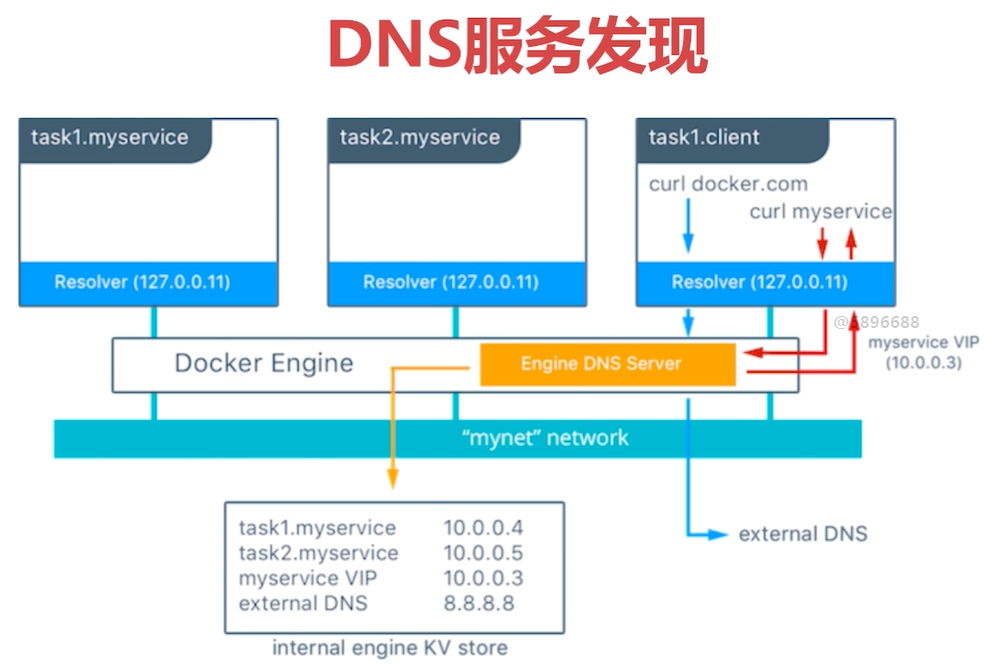 DNS服务发现
task1.myservice
task2.myservice
task1.client
curl docker.com
curl myservice
Resolver (127.0.0.11)
Resolver (127.0.0.11)
Resolver (127.0.0.11)
myservice VIP
(10.0.0.3)
Docker Engine
Engine DNS Server
“mynet” network
task1.myservice 10.0.0.4
task2.myservice 10.0.0.5
myservice VIP 10.0.0.3
external DNS 8.8.8.8
external DNS
internal engine KV store